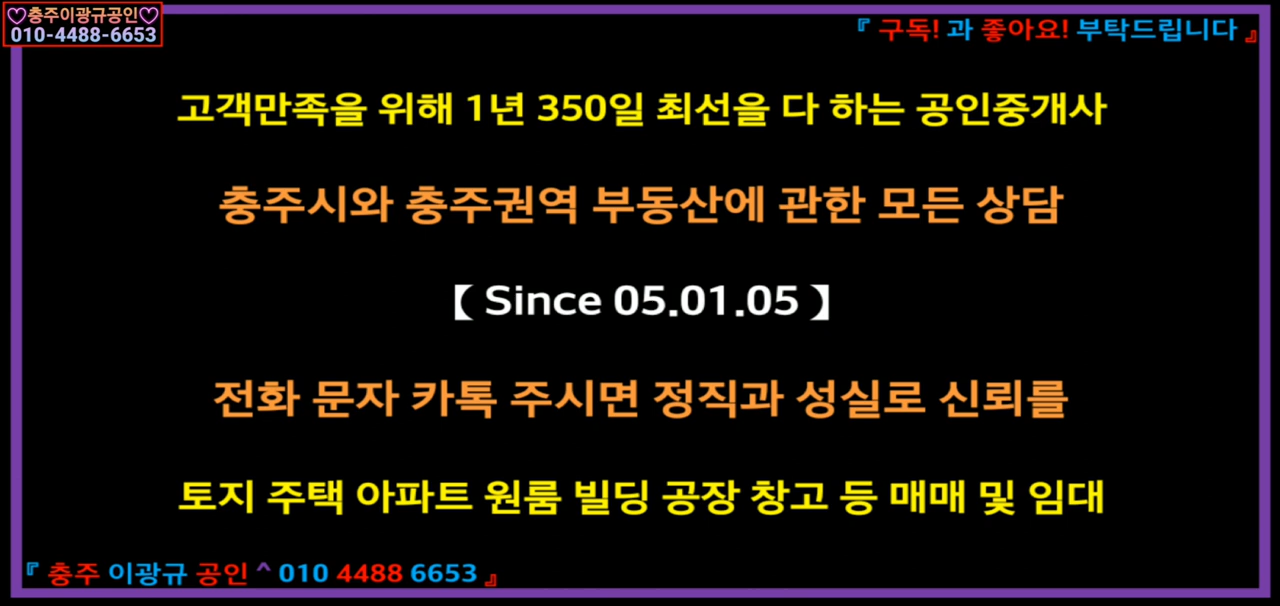 ♡충주이광규공인♡
010-4488-6653
『 구독! 과 좋아요! 부탁드립니다 』
고객만족을 위해 1년 350일 최선을 다 하는 공인중개사
충주시와 충주권역 부동산에 관한 모든 상담
【 Since 05.01.05 】
전화 문자 카톡 주시면 정직과 성실로 신뢰를
토지 주택 아파트 원룸 빌딩 공장 창고 등 매매 및 임대
『 충주 이광규 공인 ^ 010 4488 6653 』